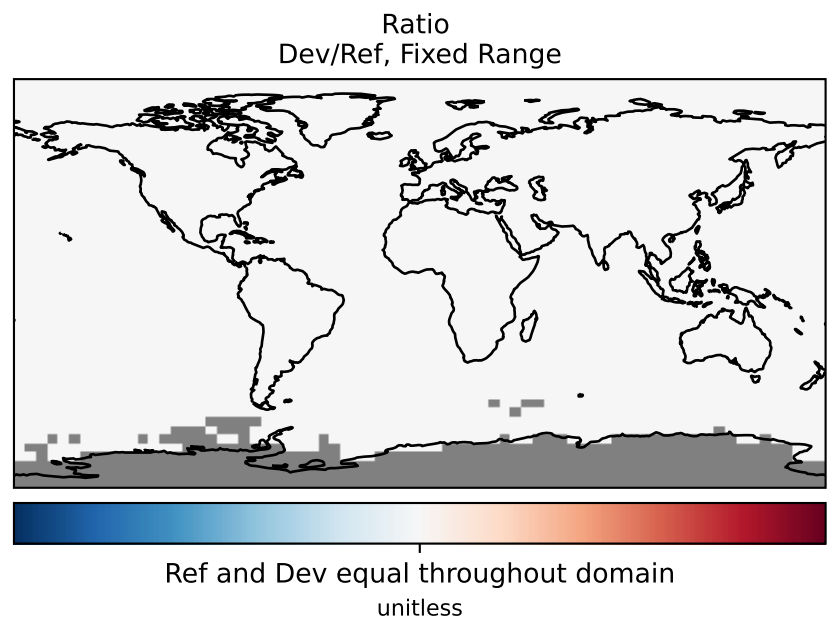 Ratio
Dev/Ref, Fixed Range
Ref and Dev equal throughout domain
unitless